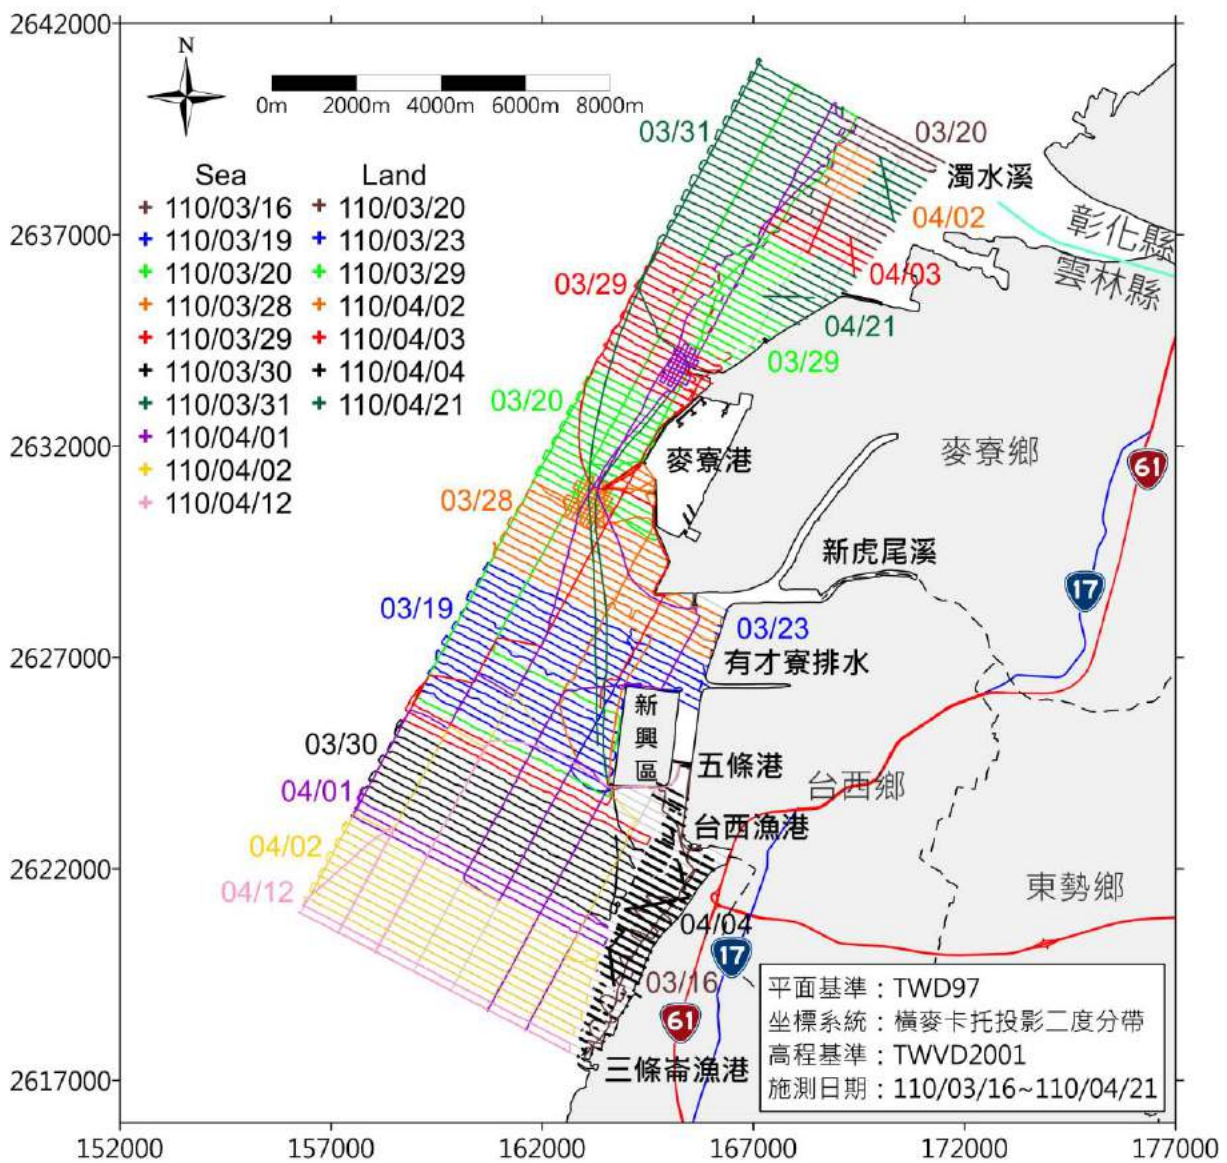 2642000
2637000
2632000
2627000
2622000
2617000
N
0m 2000m 4000m 6000m 8000m
Sea Land
110/03/16 110/03/20
110/03/19 110/03/23
110/03/20 110/03/29
110/03/28 110/04/02
110/03/29 110/04/03
110/03/30 110/04/04
110/03/31 110/04/21
110/04/01
110/04/02
110/04/12
03/31
03/20
濁水溪
04/02
彰化縣
雲林縣
04/03
03/29
04/21
03/29
03/20
麥寮港
麥寮鄉
61
03/28
新虎尾溪
17
03/19
03/23
有才寮排水
新興區
03/30
五條港
04/01
台西鄉
台西漁港
04/02
04/12
東勢鄉
04/04
17
03/16
61
三條崙漁港
平面基準：TWD97
坐標系統：橫麥卡托投影二度分帶
高程基準：TWVD2001
施測日期：110/03/16~110/04/21
152000 157000 162000 167000 172000 177000